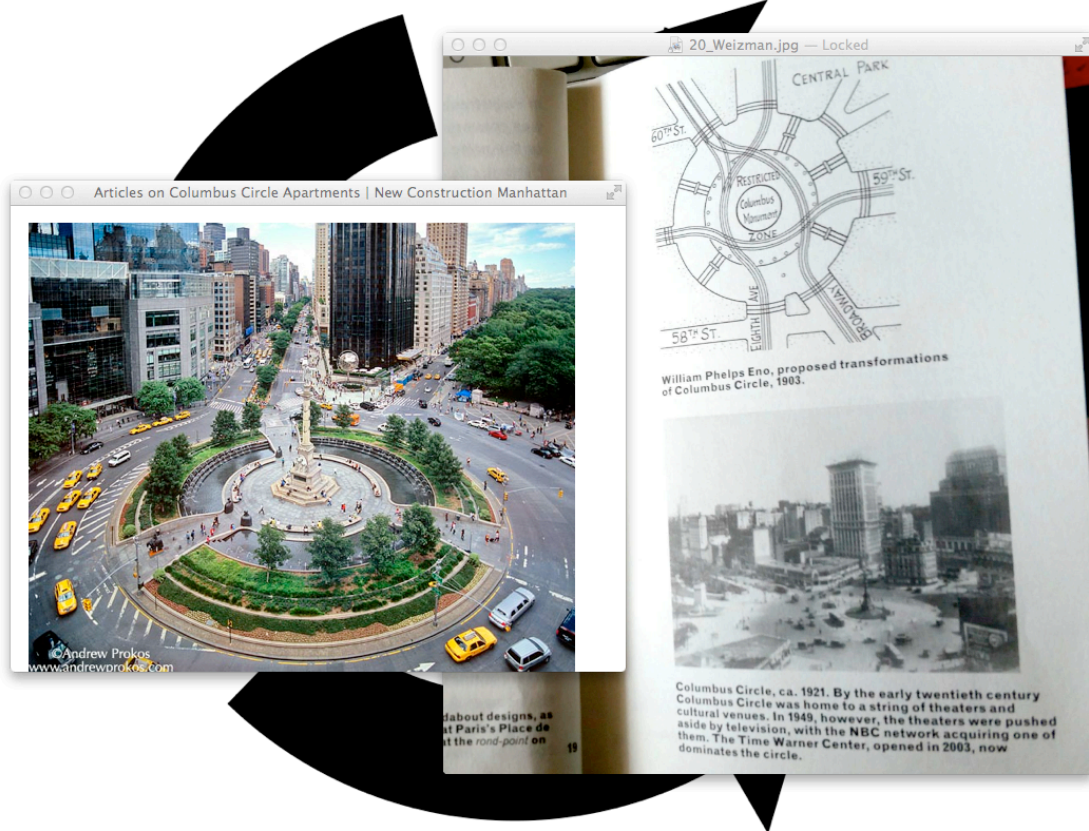 20_Weizman.jpg — Locked
CENTRAL PARK
60TH ST.
59TH ST.
RESTRICTED
Columbus
Monument
ZONE
EIGHTH AVE
BROADWAY
58TH ST.
William Phelps Eno, proposed transformations
of Columbus Circle, 1903.
Columbus Circle, ca. 1921. By the early twentieth century
Columbus Circle was home to a string of theaters and
cultural venues. In 1949, however, the theaters were pushed
aside by television, with the NBC network acquiring one of
them. The Time Warner Center, opened in 2003, now
dominates the circle.
dabout designs, as
at Paris's Place de
at the rond-point on
19
Articles on Columbus Circle Apartments | New Construction Manhattan
©Andrew Prokos
www.andrewprokos.com